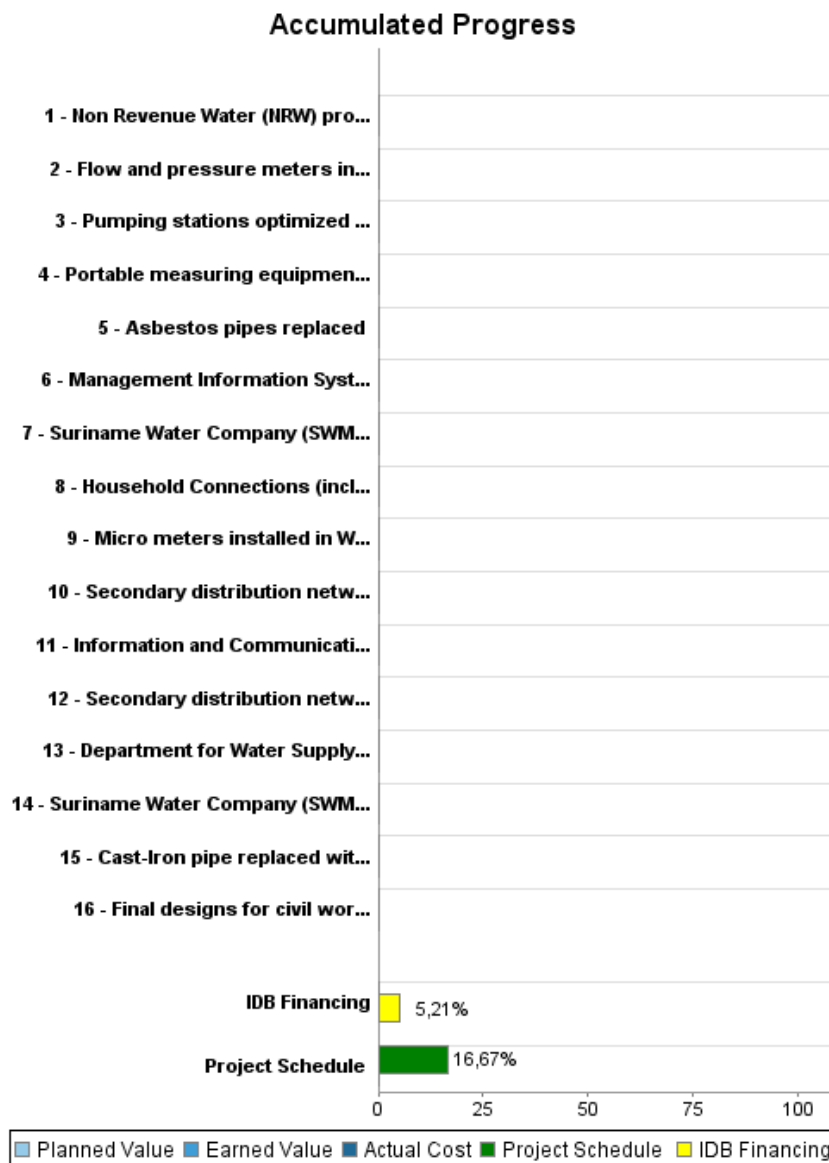 Accumulated Progress
1 - Non Revenue Water (NRW) pro...
2 - Flow and pressure meters in...
3 - Pumping stations optimized ...
4 - Portable measuring equipmen...
5 - Asbestos pipes replaced
6 - Management Information Syst...
7 - Suriname Water Company (SWM...
8 - Household Connections (incl...
9 - Micro meters installed in W...
10 - Secondary distribution netw...
11 - Information and Communicati...
12 - Secondary distribution netw...
13 - Department for Water Supply...
14 - Suriname Water Company (SWM...
15 - Cast-Iron pipe replaced wit...
16 - Final designs for civil wor...
IDB Financing 5,21%
Project Schedule 16,67%
0 25 50 75 100
Planned Value Earned Value Actual Cost Project Schedule IDB Financing